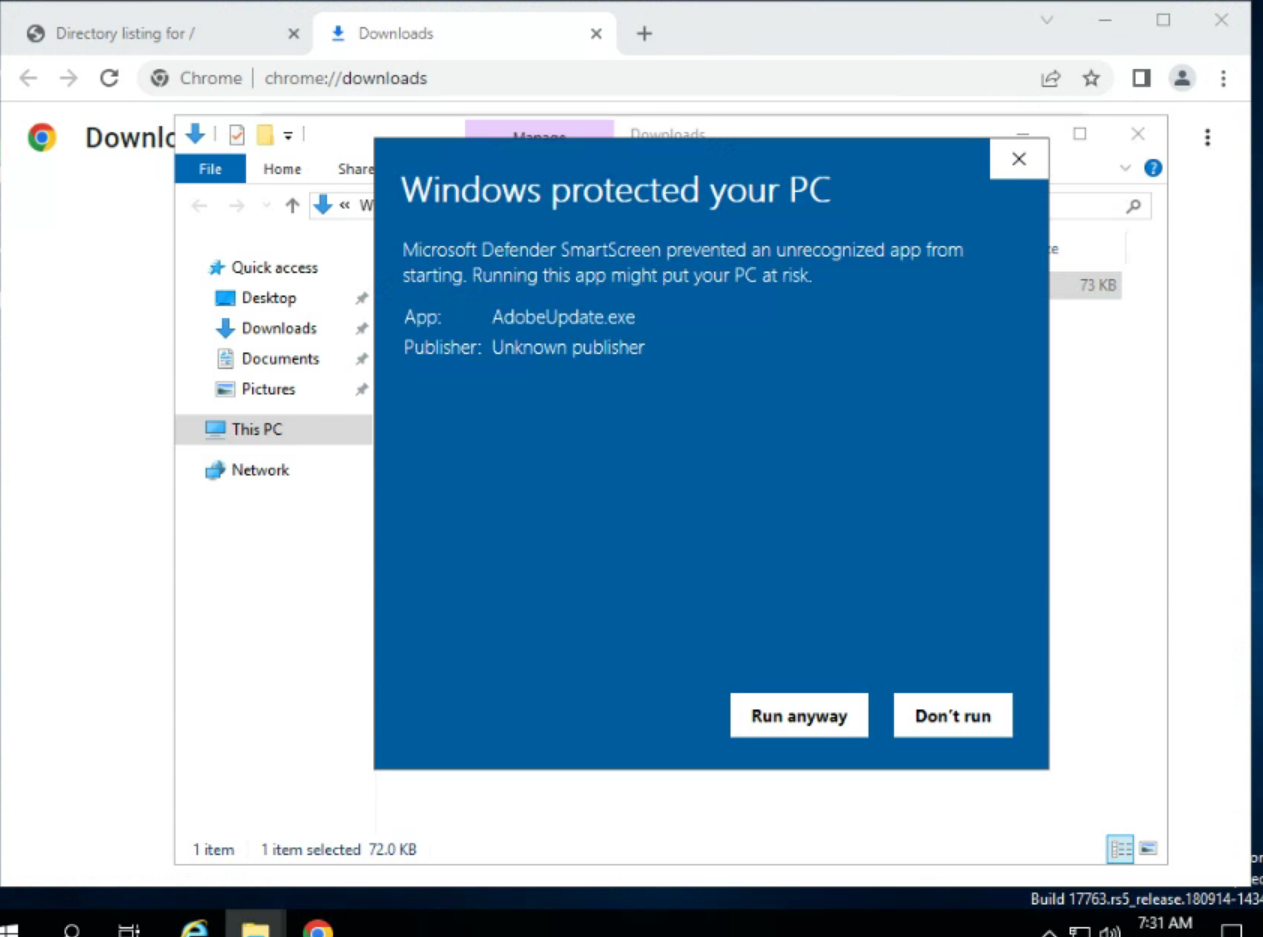 Directory listing for /
Downloads
Chrome
chrome://downloads
Manage
Downloads
File
Home
Share
Windows protected your PC
Microsoft Defender SmartScreen prevented an unrecognized app from
starting. Running this app might put your PC at risk.
App: AdobeUpdate.exe
Publisher: Unknown publisher
Quick access
Desktop
Downloads
Documents
Pictures
This PC
Network
73 KB
Run anyway
Don't run
1 item
1 item selected 72.0 KB
Build 17763.rs5_release.180914-1434
7:31 AM